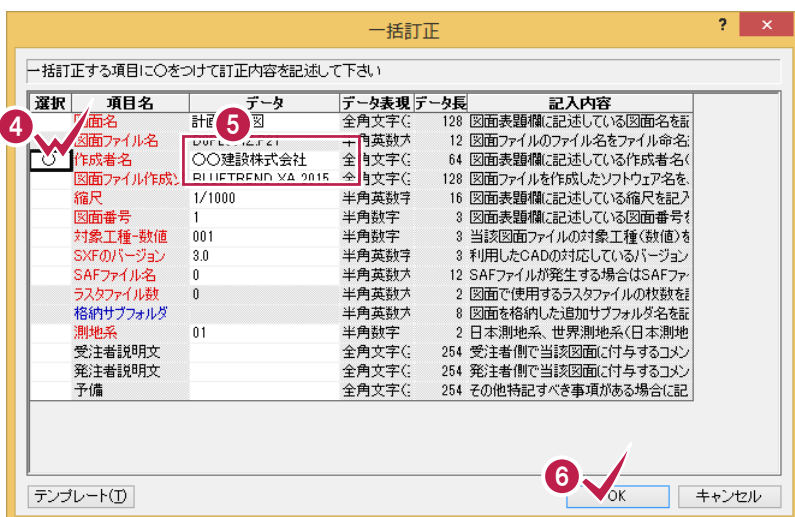 一括訂正
? ×
一括訂正する項目に○をつけて訂正内容を記述して下さい
選択 項目名 データ データ表現 データ長 記入内容
図面名 計 図 全角文字( 128 図面表題欄に記述している図面名を記
図面ファイル名 半角英数大 12 図面ファイルのファイル名をファイル命名
○ 作成者名 〇〇建設株式会社 全角文字( 64 図面表題欄に記述している作成者名(
図面ファイル作成ソ BLUETREND XA 2015 全角文字( 128 図面ファイルを作成したソフトウェア名を、
縮尺 1/1000 半角英数字 16 図面表題欄に記述している縮尺を記入
図面番号 1 半角数字 3 図面表題欄に記述している図面番号を
対象工種-数値 001 半角数字 3 当該図面ファイルの対象工種(数値)を
SXFのバージョン 3.0 半角英数字 3 利用したCADの対応しているバージョン
SAFファイル名 0 半角英数大 12 SAFファイルが発生する場合はSAFファ
ラスタファイル数 0 半角英数大 2 図面で使用するラスタファイルの枚数を
格納サブフォルダ 半角英数大 8 図面を格納した追加サブフォルダ名を記
測地系 01 半角数字 2 日本測地系、世界測地系(日本測地
受注者説明文 全角文字( 254 受注者側で当該図面に付与するコメン
発注者説明文 全角文字( 254 発注者側で当該図面に付与するコメン
予備 全角文字( 254 その他特記すべき事項がある場合に記
4
5
6
テンプレート(T) OK キャンセル